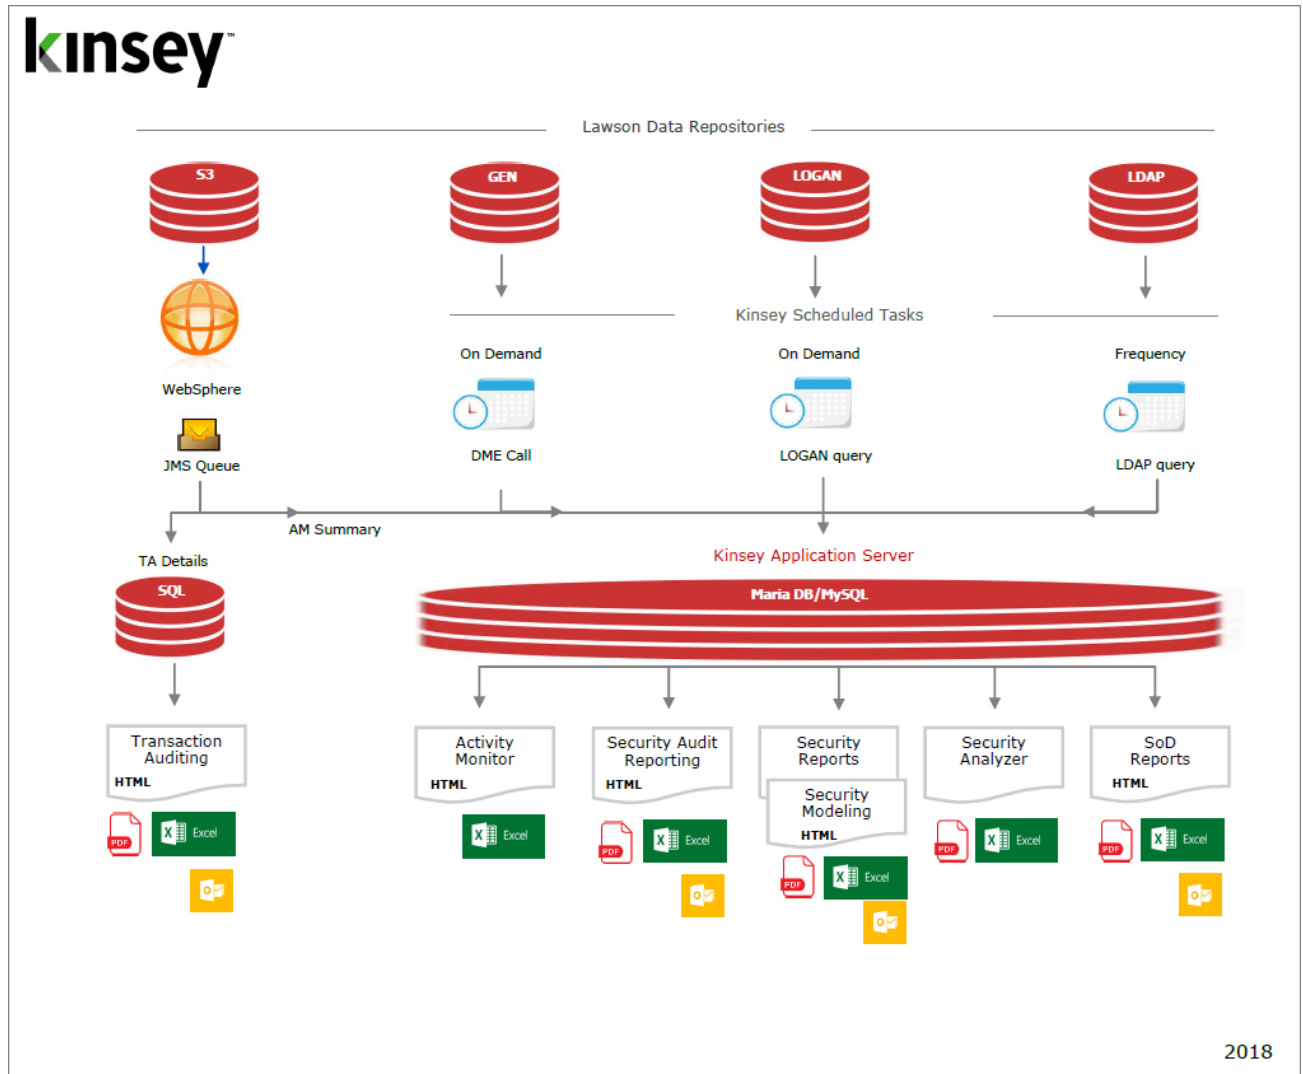 kinsey™
Lawson Data Repositories
S3
GEN
LOGAN
LDAP
Kinsey Scheduled Tasks
On Demand
On Demand
Frequency
WebSphere
JMS Queue
DME Call
LOGAN query
LDAP query
AM Summary
TA Details
Kinsey Application Server
SQL
Maria DB/MySQL
Transaction
Auditing
HTML
PDF
X Excel
O
Activity
Monitor
HTML
X Excel
Security Audit
Reporting
HTML
PDF
X Excel
O
Security
Reports
Security
Modeling
HTML
PDF
X Excel
O
Security
Analyzer
PDF
X Excel
SoD
Reports
HTML
PDF
X Excel
O
2018